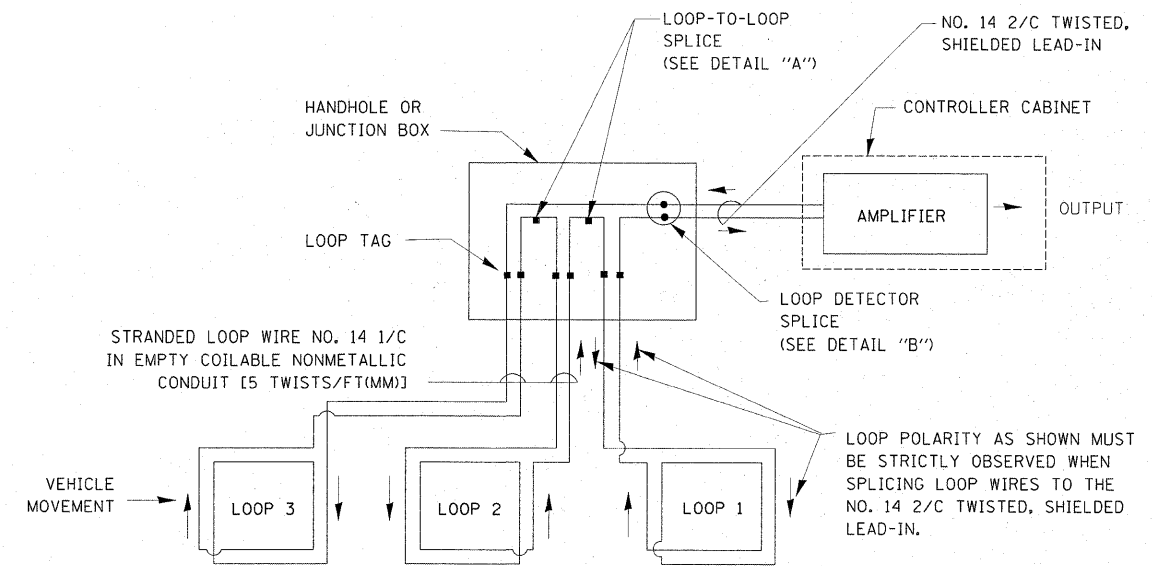 LOOP-TO-LOOP
SPLICE
(SEE DETAIL "A")
NO. 14 2/C TWISTED,
SHIELDED LEAD-IN
HANDHOLE OR
JUNCTION BOX
CONTROLLER CABINET
AMPLIFIER
OUTPUT
LOOP TAG
LOOP DETECTOR
SPLICE
(SEE DETAIL "B")
STRANDED LOOP WIRE NO. 14 1/C
IN EMPTY COILABLE NONMETALLIC
CONDUIT [5 TWISTS/FT(MM)]
LOOP POLARITY AS SHOWN MUST
BE STRICTLY OBSERVED WHEN
SPLICING LOOP WIRES TO THE
NO. 14 2/C TWISTED, SHIELDED
LEAD-IN.
VEHICLE
MOVEMENT
LOOP 3
LOOP 2
LOOP 1